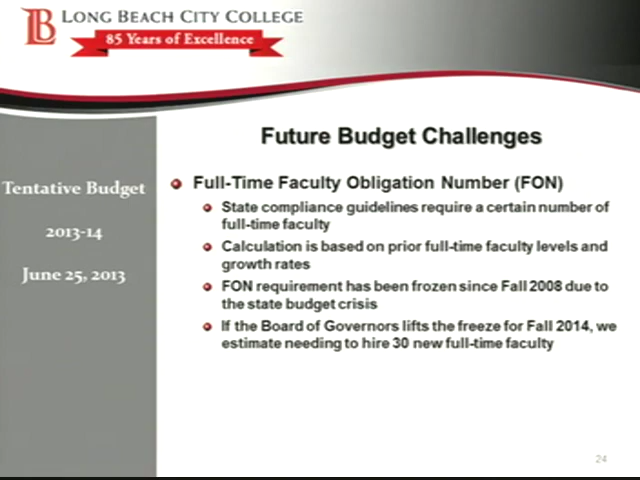 LONG BEACH CITY COLLEGE
85 Years of Excellence
Future Budget Challenges
Tentative Budget
2013-14
June 25, 2013
Full-Time Faculty Obligation Number (FON)
State compliance guidelines require a certain number of
full-time faculty
Calculation is based on prior full-time faculty levels and
growth rates
FON requirement has been frozen since Fall 2008 due to
the state budget crisis
If the Board of Governors lifts the freeze for Fall 2014, we
estimate needing to hire 30 new full-time faculty
24